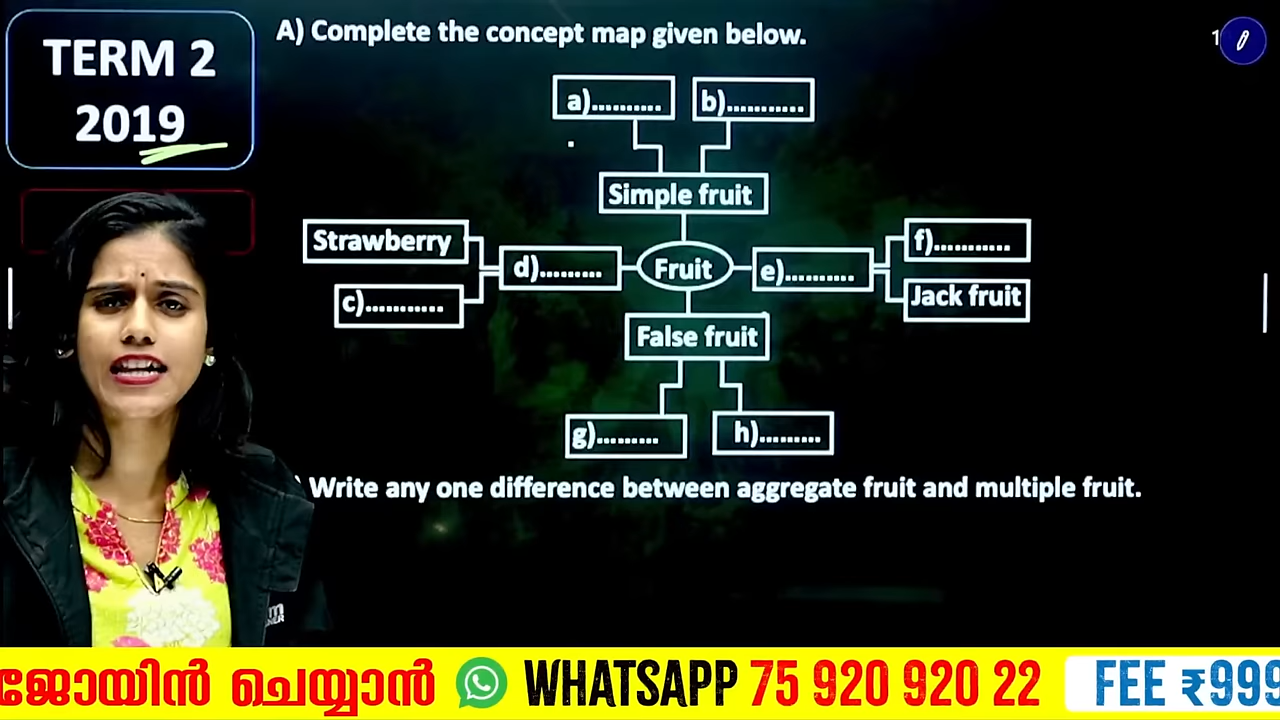 TERM 2
2019
A) Complete the concept map given below.
1
a)..........
b)...........
Simple fruit
Strawberry
c)...........
d).........
Fruit
e)..........
f)...........
Jack fruit
False fruit
g).........
h).........
) Write any one difference between aggregate fruit and multiple fruit.
ജോയിൻ ചെയ്യാൻ WHATSAPP 75 920 920 22 FEE ₹999